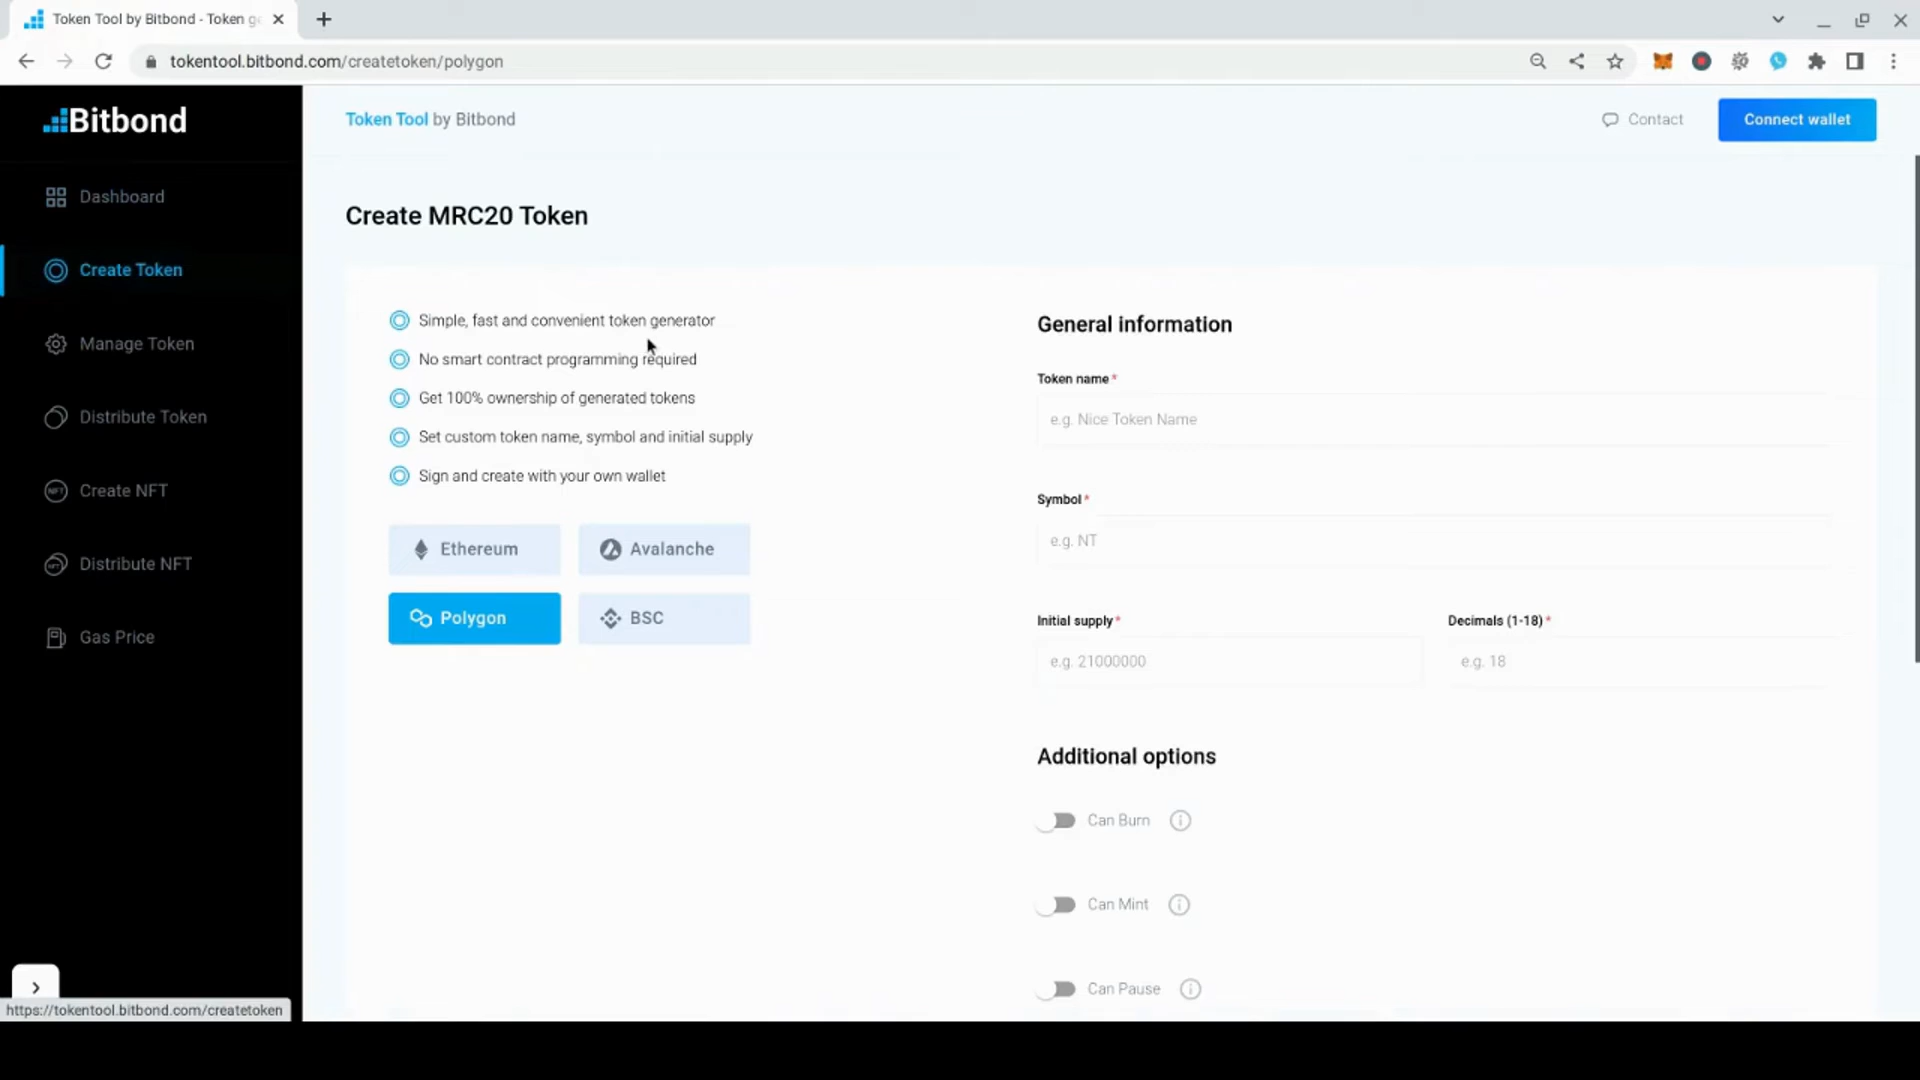 Token Tool by Bitbond - Token ge
tokentool.bitbond.com/createtoken/polygon
Bitbond
Token Tool by Bitbond
Contact
Connect wallet
Dashboard
Create Token
Manage Token
Distribute Token
Create NFT
Distribute NFT
Gas Price
Create MRC20 Token
Simple, fast and convenient token generator
No smart contract programming required
Get 100% ownership of generated tokens
Set custom token name, symbol and initial supply
Sign and create with your own wallet
Ethereum
Avalanche
Polygon
BSC
General information
Token name*
e.g. Nice Token Name
Symbol*
e.g. NT
Initial supply*
Decimals (1-18)*
e.g. 21000000
e.g. 18
Additional options
Can Burn
Can Mint
Can Pause
https://tokentool.bitbond.com/createtoken